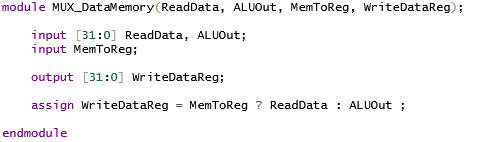 module MUX_DataMemory(ReadData, ALUOut, MemToReg, WriteDataReg);
input [31:0] ReadData, ALUOut;
input MemToReg;
output [31:0] WriteDataReg;
assign WriteDataReg = MemToReg ? ReadData : ALUOut ;
endmodule